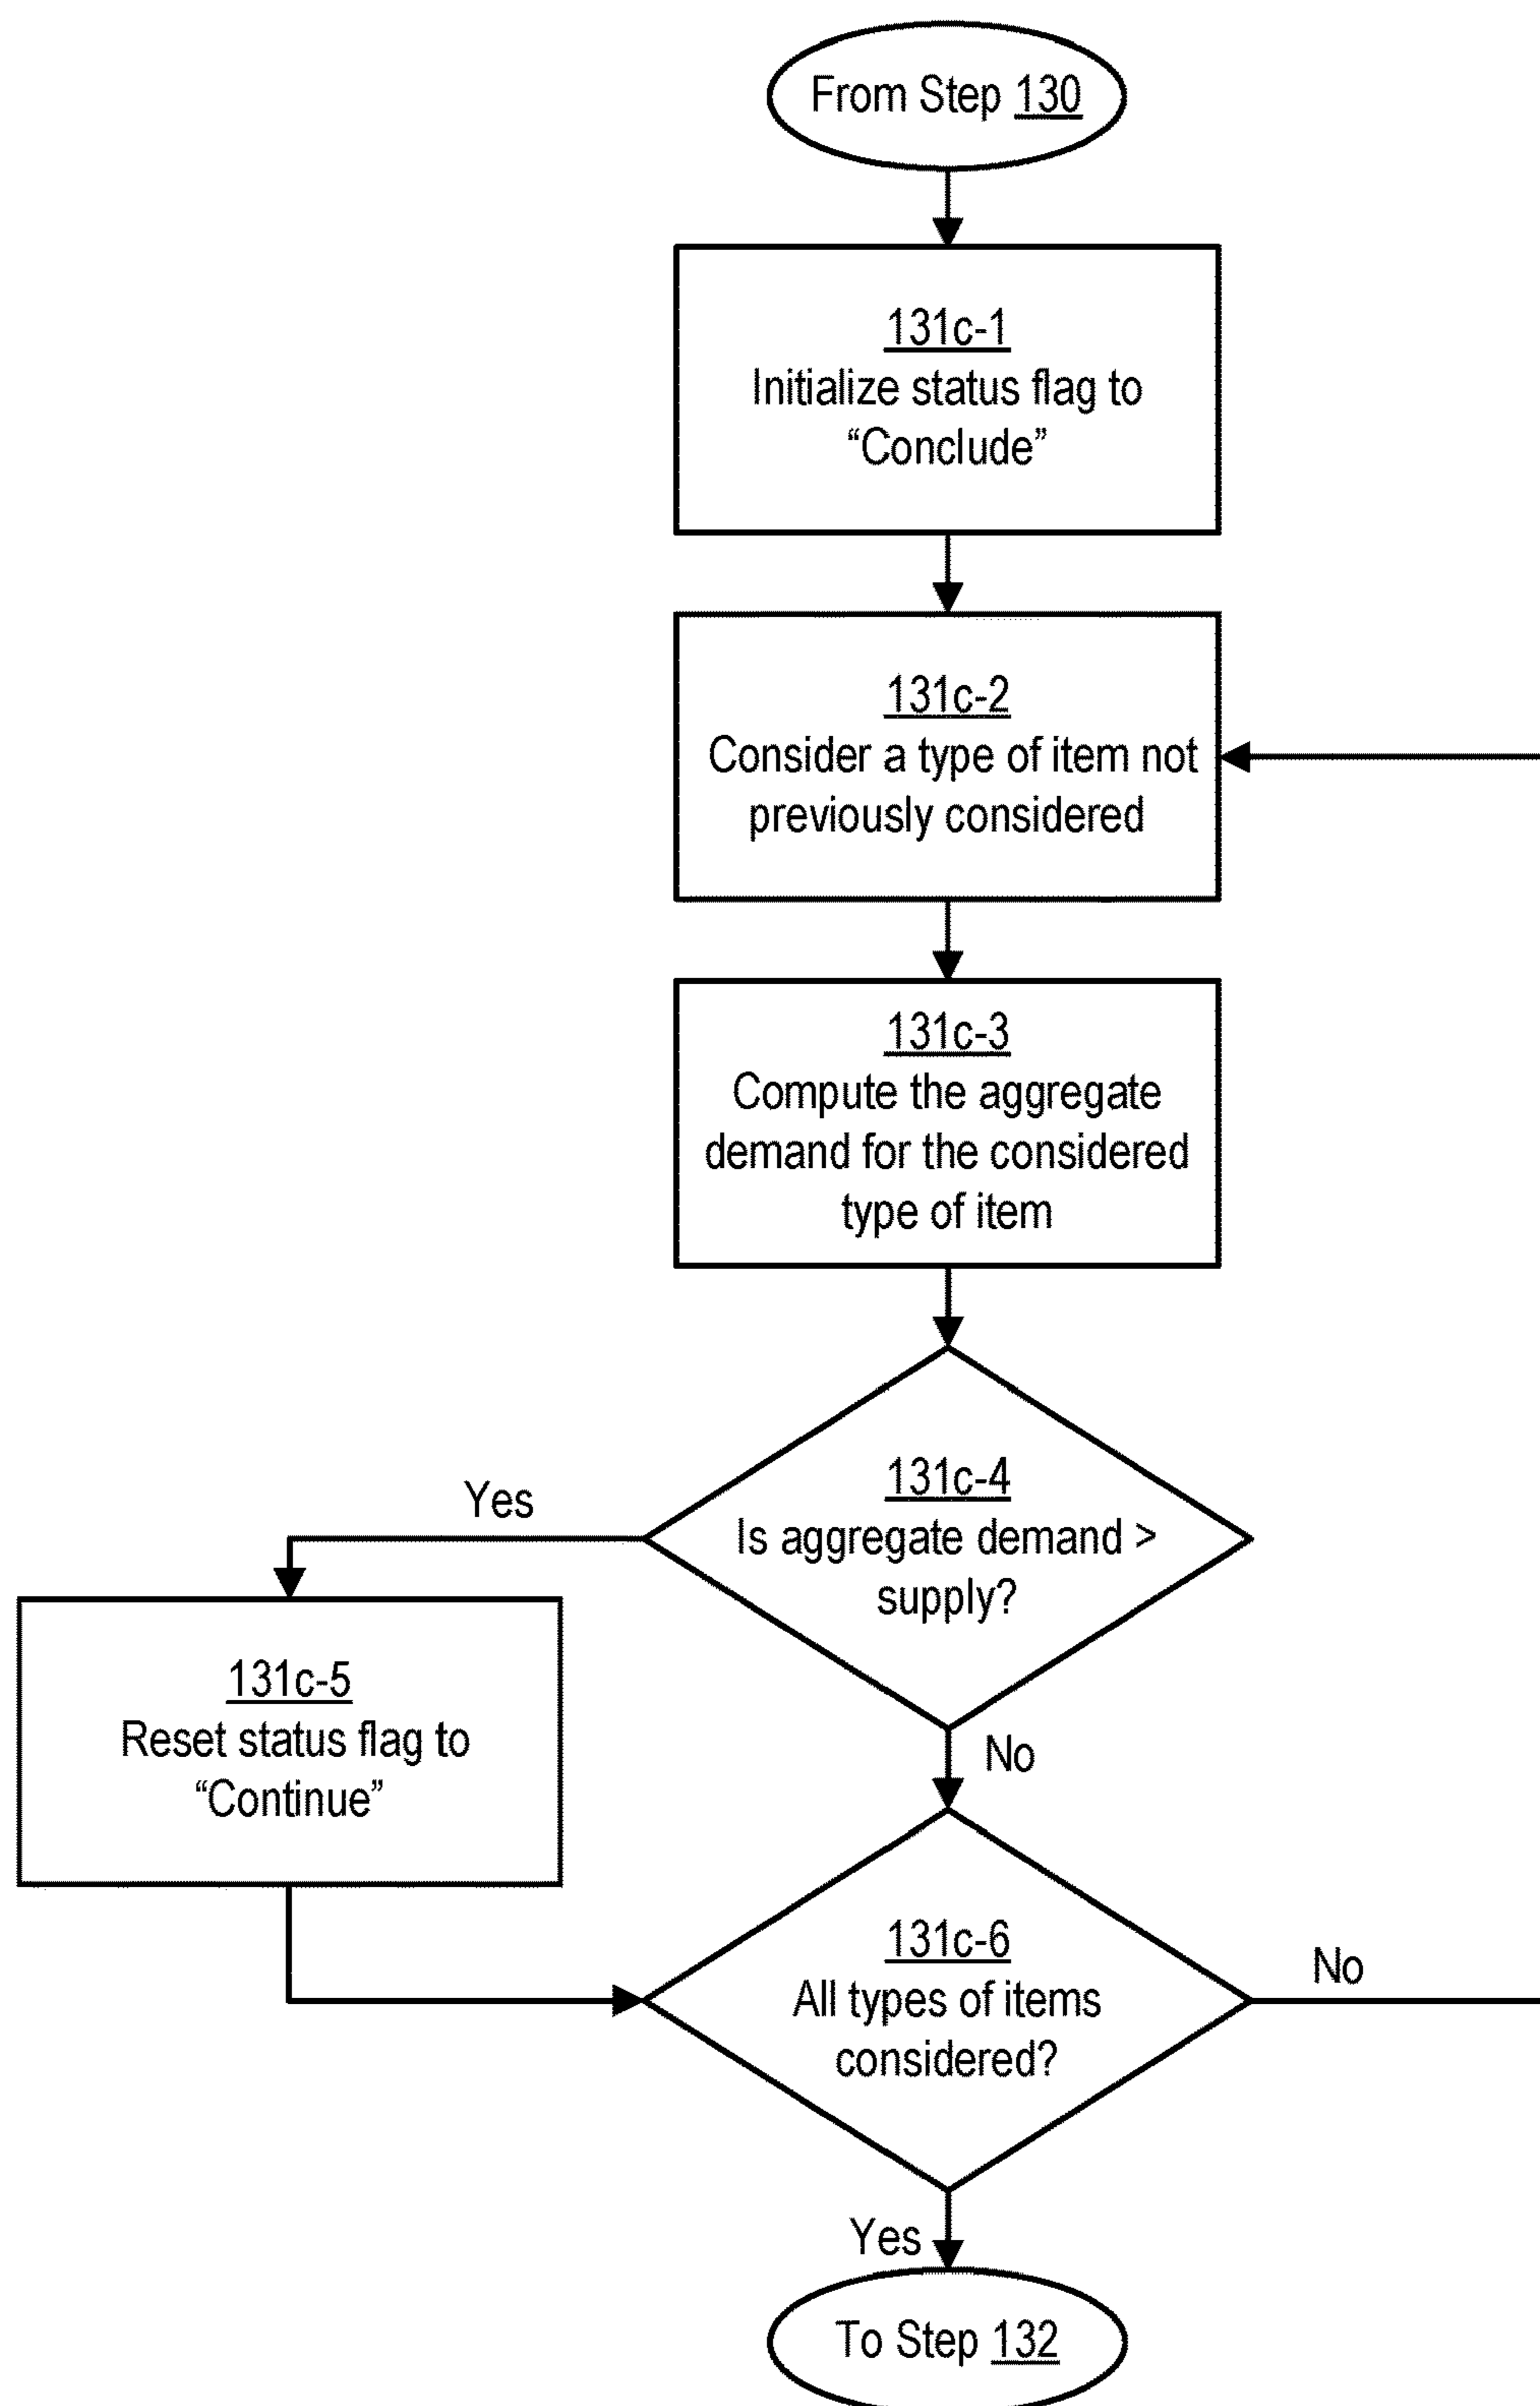 From Step 130
131c-1
Initialize status flag to
“Conclude”
131c-2
Consider a type of item not
previously considered
131c-3
Compute the aggregate
demand for the considered
type of item
131c-4
Is aggregate demand >
supply?
Yes
No
131c-5
Reset status flag to
“Continue”
131c-6
All types of items
considered?
No
Yes
To Step 132